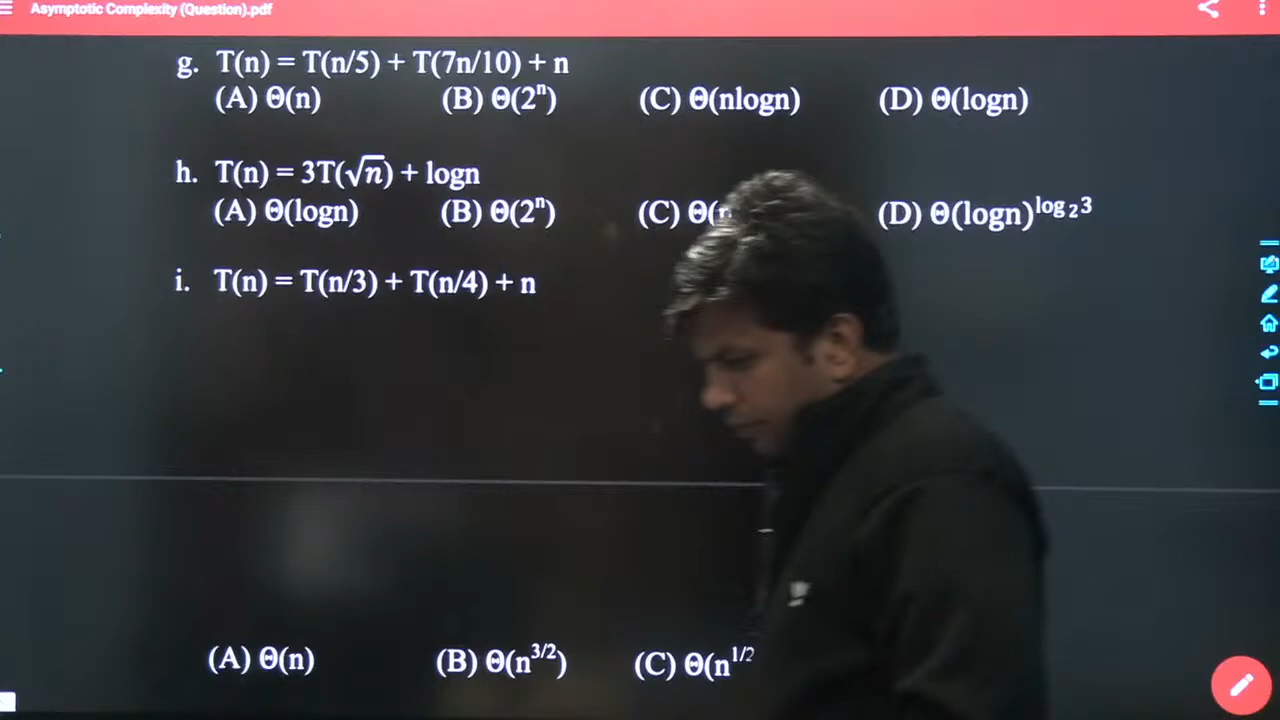 Asymptotic Complexity (Question).pdf
g. T(n) = T(n/5) + T(7n/10) + n
(A) Θ(n) (B) Θ(2ⁿ) (C) Θ(nlogn) (D) Θ(logn)
h. T(n) = 3T(√n) + logn
(A) Θ(logn) (B) Θ(2ⁿ) (C) (D) Θ(logn)^log₂3
i. T(n) = T(n/3) + T(n/4) + n
(A) Θ(n) (B) Θ(n^3/2) (C) Θ(n^1/2